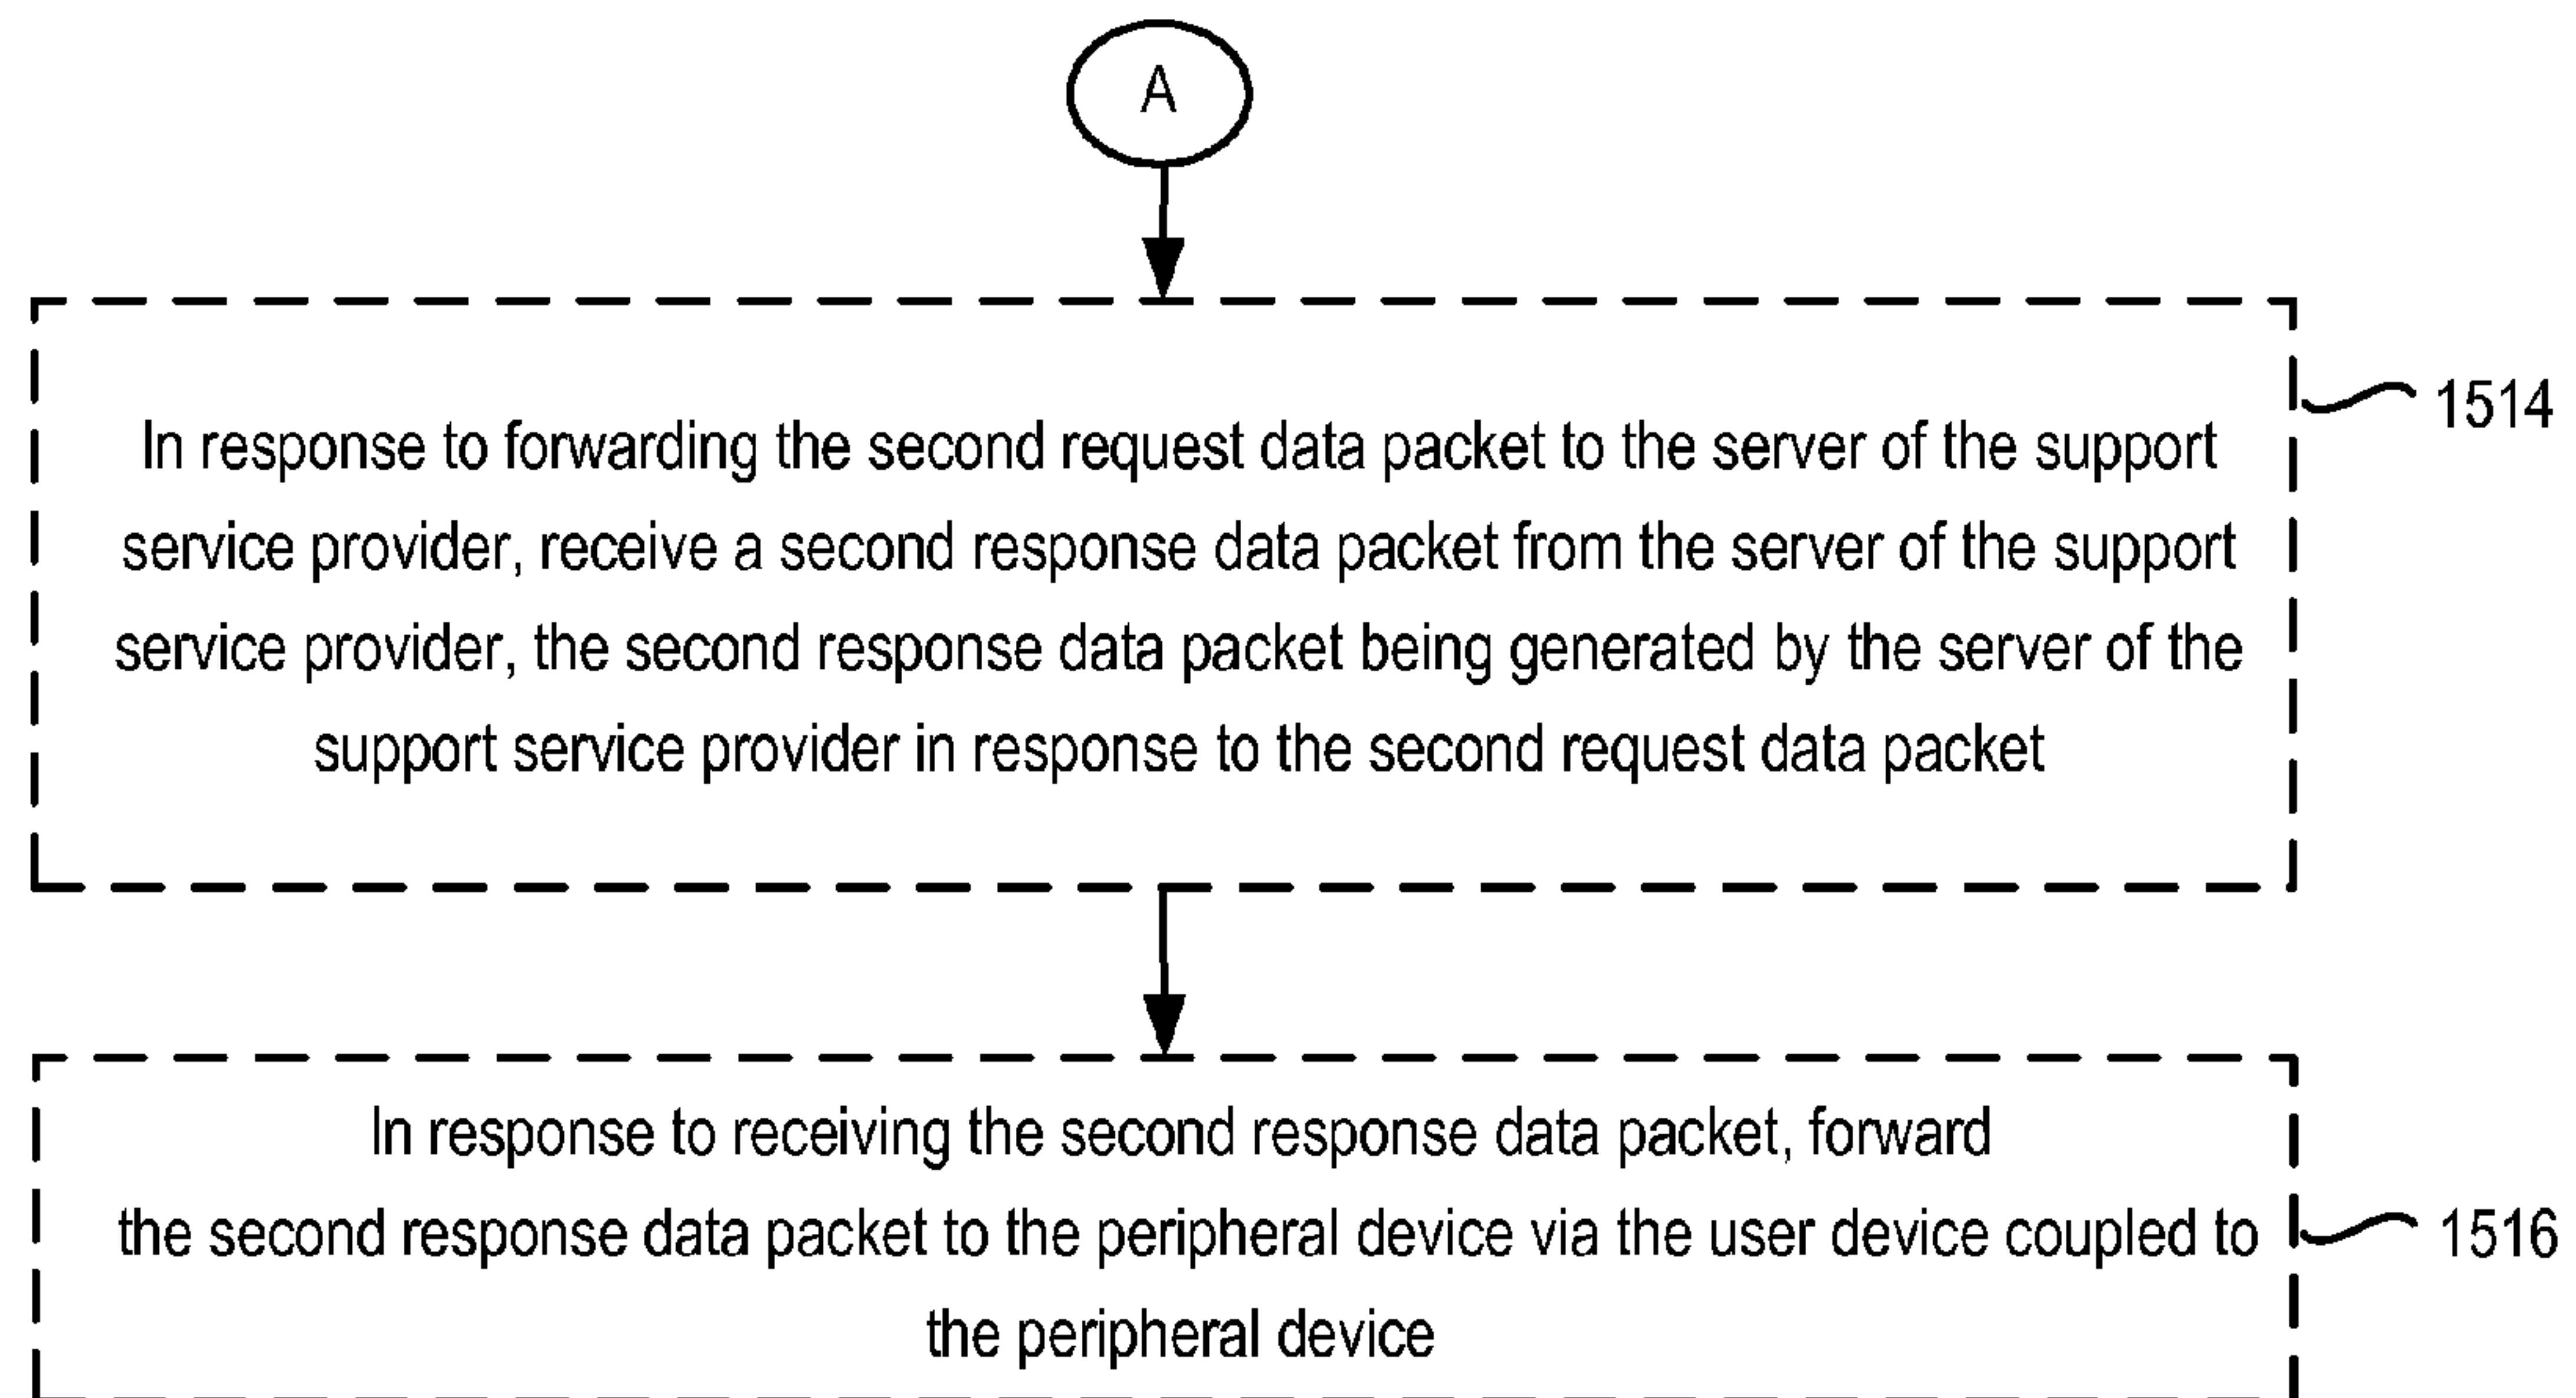 A
In response to forwarding the second request data packet to the server of the support
service provider, receive a second response data packet from the server of the support
service provider, the second response data packet being generated by the server of the
support service provider in response to the second request data packet
1514
In response to receiving the second response data packet, forward
the second response data packet to the peripheral device via the user device coupled to
the peripheral device
1516